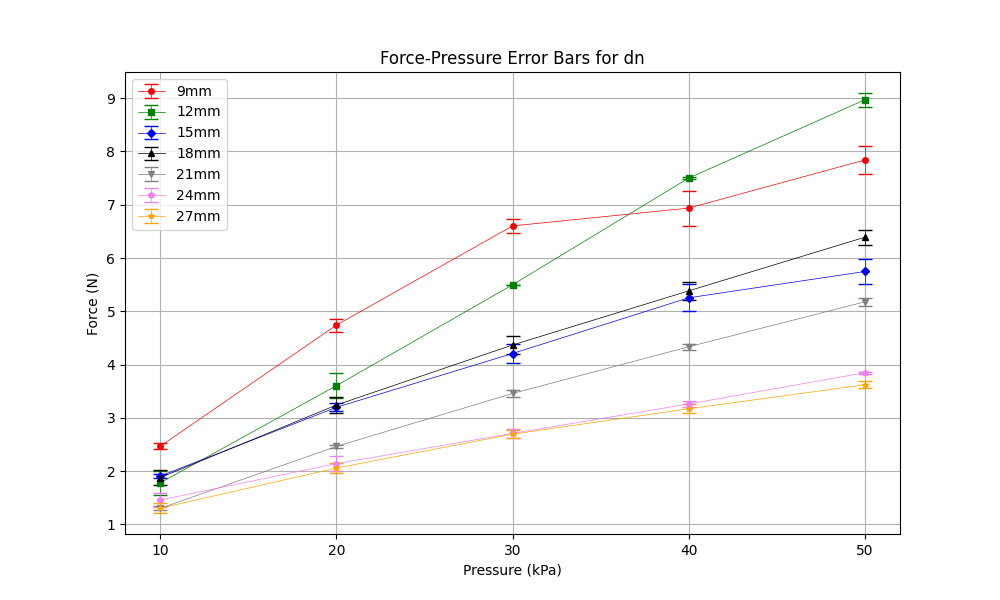 Force-Pressure Error Bars for dn
9mm
12mm
15mm
18mm
21mm
24mm
27mm
9
8
7
6
5
4
3
2
1
Force (N)
10 20 30 40 50
Pressure (kPa)